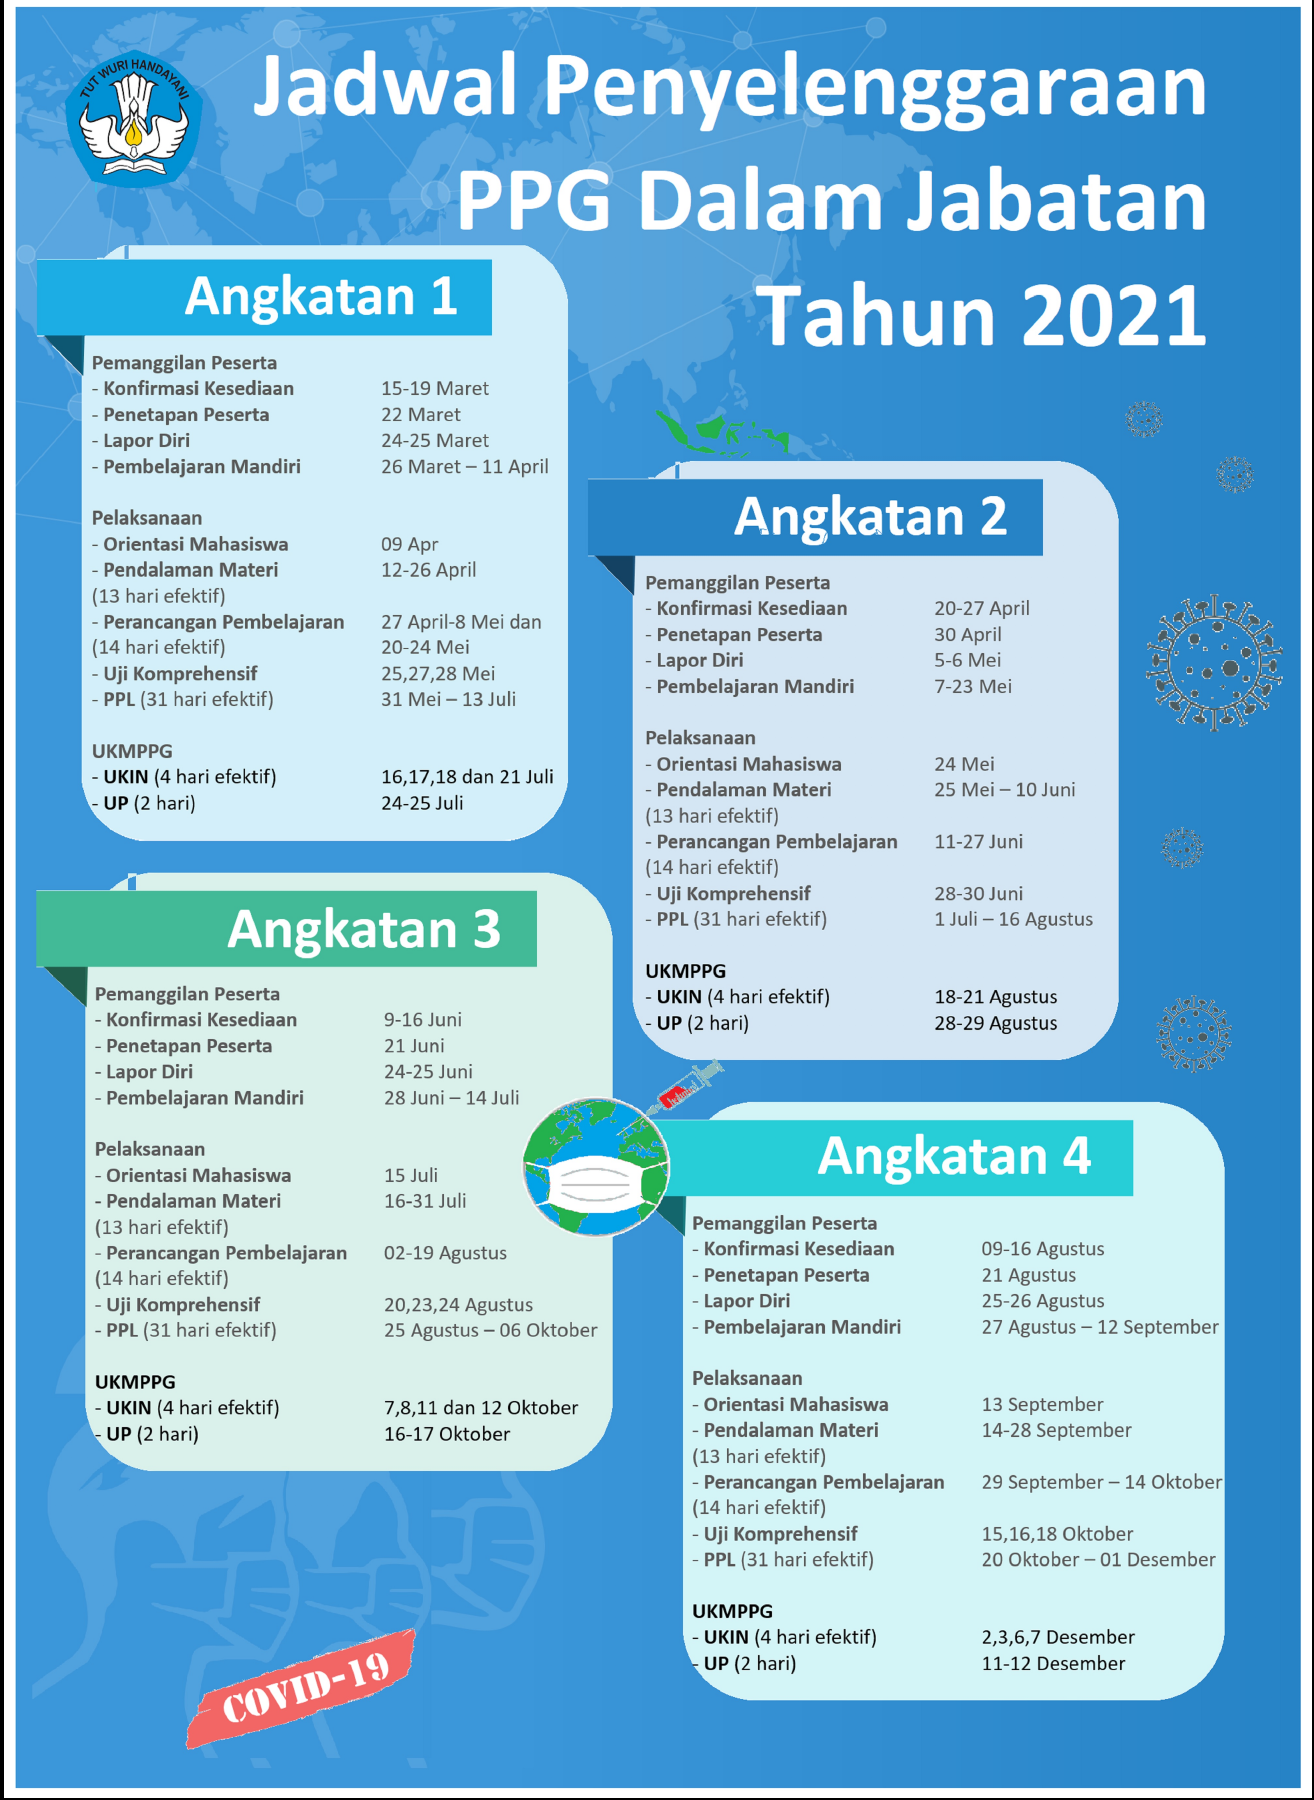 TUT WURI HANDAYANI
Jadwal Penyelenggaraan
PPG Dalam Jabatan
Tahun 2021
Angkatan 1
Pemanggilan Peserta
- Konfirmasi Kesediaan 15-19 Maret
- Penetapan Peserta 22 Maret
- Lapor Diri 24-25 Maret
- Pembelajaran Mandiri 26 Maret – 11 April
Pelaksanaan
- Orientasi Mahasiswa 09 Apr
- Pendalaman Materi 12-26 April
(13 hari efektif)
- Perancangan Pembelajaran 27 April-8 Mei dan
(14 hari efektif) 20-24 Mei
- Uji Komprehensif 25,27,28 Mei
- PPL (31 hari efektif) 31 Mei – 13 Juli
UKMPPG
- UKIN (4 hari efektif) 16,17,18 dan 21 Juli
- UP (2 hari) 24-25 Juli
Angkatan 2
Pemanggilan Peserta
- Konfirmasi Kesediaan 20-27 April
- Penetapan Peserta 30 April
- Lapor Diri 5-6 Mei
- Pembelajaran Mandiri 7-23 Mei
Pelaksanaan
- Orientasi Mahasiswa 24 Mei
- Pendalaman Materi 25 Mei – 10 Juni
(13 hari efektif)
- Perancangan Pembelajaran 11-27 Juni
(14 hari efektif)
- Uji Komprehensif 28-30 Juni
- PPL (31 hari efektif) 1 Juli – 16 Agustus
UKMPPG
- UKIN (4 hari efektif) 18-21 Agustus
- UP (2 hari) 28-29 Agustus
Angkatan 3
Pemanggilan Peserta
- Konfirmasi Kesediaan 9-16 Juni
- Penetapan Peserta 21 Juni
- Lapor Diri 24-25 Juni
- Pembelajaran Mandiri 28 Juni – 14 Juli
Pelaksanaan
- Orientasi Mahasiswa 15 Juli
- Pendalaman Materi 16-31 Juli
(13 hari efektif)
- Perancangan Pembelajaran 02-19 Agustus
(14 hari efektif)
- Uji Komprehensif 20,23,24 Agustus
- PPL (31 hari efektif) 25 Agustus – 06 Oktober
UKMPPG
- UKIN (4 hari efektif) 7,8,11 dan 12 Oktober
- UP (2 hari) 16-17 Oktober
Angkatan 4
Pemanggilan Peserta
- Konfirmasi Kesediaan 09-16 Agustus
- Penetapan Peserta 21 Agustus
- Lapor Diri 25-26 Agustus
- Pembelajaran Mandiri 27 Agustus – 12 September
Pelaksanaan
- Orientasi Mahasiswa 13 September
- Pendalaman Materi 14-28 September
(13 hari efektif)
- Perancangan Pembelajaran 29 September – 14 Oktober
(14 hari efektif)
- Uji Komprehensif 15,16,18 Oktober
- PPL (31 hari efektif) 20 Oktober – 01 Desember
UKMPPG
- UKIN (4 hari efektif) 2,3,6,7 Desember
- UP (2 hari) 11-12 Desember
COVID-19